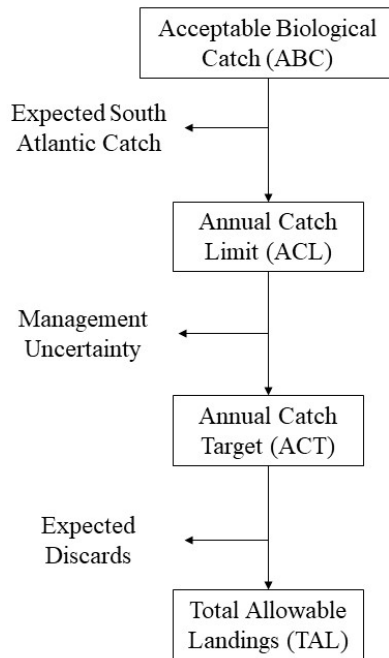 Acceptable Biological
Catch (ABC)
Expected South
Atlantic Catch
Annual Catch
Limit (ACL)
Management
Uncertainty
Annual Catch
Target (ACT)
Expected
Discards
Total Allowable
Landings (TAL)